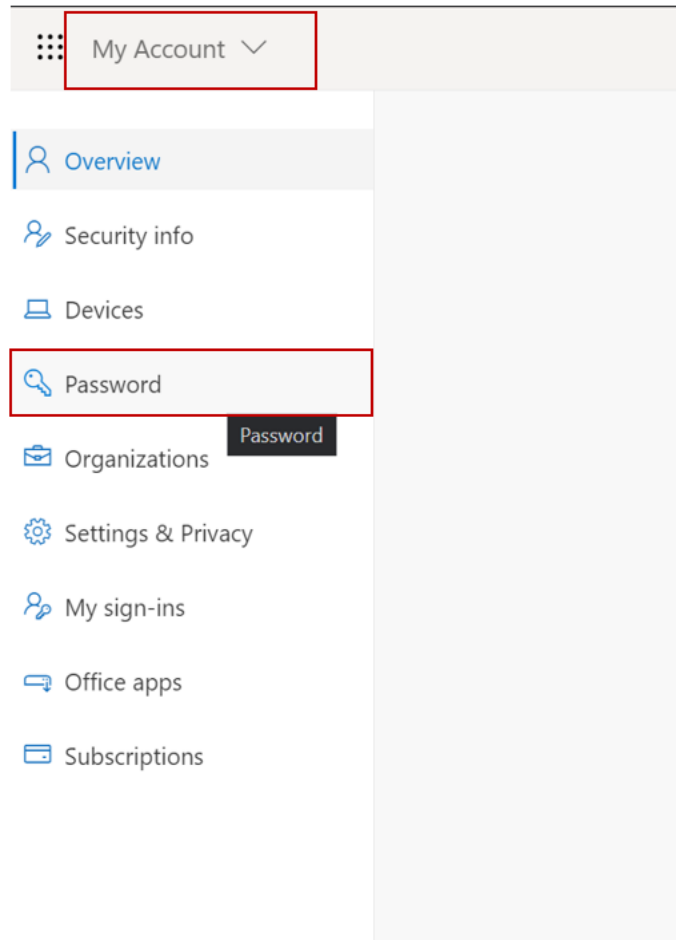 My Account
Overview
Security info
Devices
Password
Password
Organizations
Settings & Privacy
My sign-ins
Office apps
Subscriptions